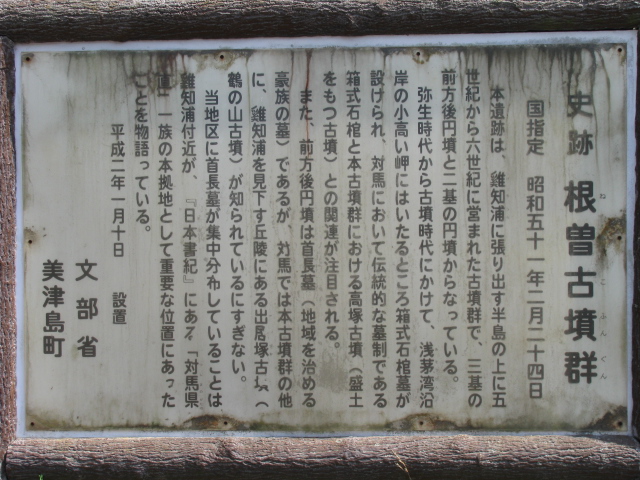 史跡 根曽古墳群
ね そ こ ふん ぐん
国指定 昭和五十一年二月二十四日
本遺跡は、雞知浦に張り出す半島の上に五
世紀から六世紀に営まれた古墳群で、三基の
前方後円墳と二基の円墳からなっている。
弥生時代から古墳時代にかけて、浅茅湾沿
岸の小高い岬にはいたるところ箱式石棺墓が
設けられ、対馬において伝統的な墓制である
箱式石棺と本古墳群における高塚古墳(盛土
をもつ古墳)との関連が注目される。
また、前方後円墳は首長墓(地域を治める
豪族の墓)であるが、対馬では本古墳群の他
に、雞知浦を見下す丘陵にある出居塚古墳(
鶴の山古墳)が知られているにすぎない。
当地区に首長墓が集中分布していることは
雞知浦付近が、『日本書紀』にある「対馬県
直」一族の本拠地として重要な位置にあった
ことを物語っている。
平成二年一月十日 設置
文部省
美津島町